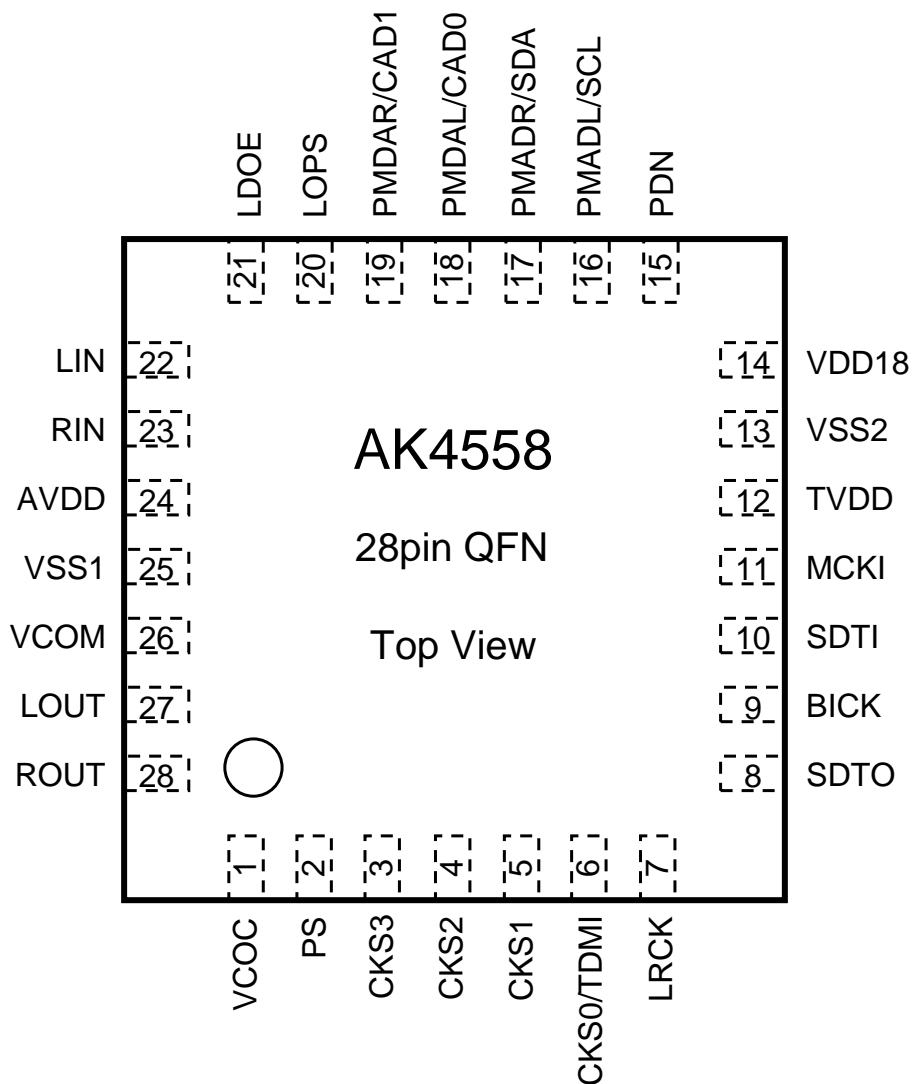 LDOE
LOPS
PMDAR/CAD1
PMDAL/CAD0
PMADR/SDA
PMADL/SCL
PDN
21
20
19
18
17
16
15
LIN 22
RIN 23
AVDD 24
VSS1 25
VCOM 26
LOUT 27
ROUT 28
AK4558
28pin QFN
Top View
14 VDD18
13 VSS2
12 TVDD
11 MCKI
10 SDTI
9 BICK
8 SDTO
1
2
3
4
5
6
7
VCOC
PS
CKS3
CKS2
CKS1
CKS0/TDMI
LRCK